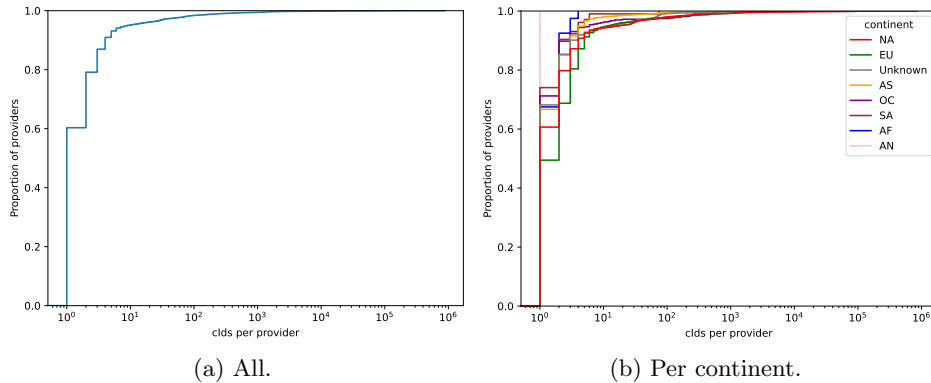 1.0
0.8
0.6
0.4
0.2
0.0
Proportion of providers
10^0 10^1 10^2 10^3 10^4 10^5 10^6
cIds per provider
(a) All.
1.0
0.8
0.6
0.4
0.2
0.0
Proportion of providers
continent
NA
EU
Unknown
AS
OC
SA
AF
AN
10^0 10^1 10^2 10^3 10^4 10^5 10^6
cIds per provider
(b) Per continent.